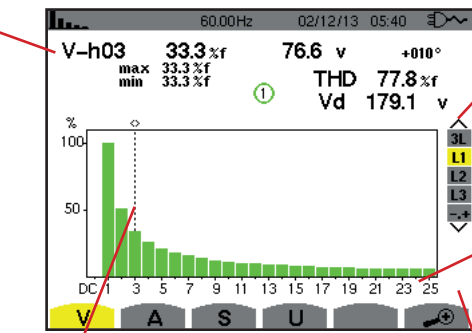 60.00Hz 02/12/13 05:40
V-h03 33.3 %f 76.6 v +010°
max 33.3 %f
min 33.3 %f
THD 77.8 %f
1
Vd 179.1 v
%
100
50
3L
L1
L2
L3
-.+
DC 1 3 5 7 9 11 13 15 17 19 21 23 25
V A S U